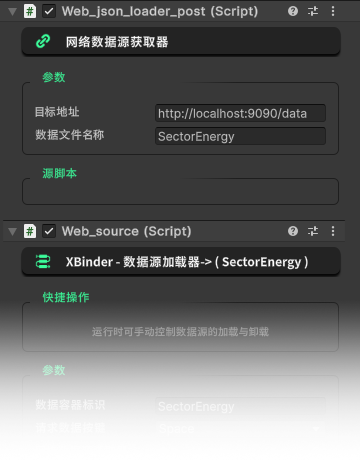 Web_json_loader_post (Script)
网络数据源获取器
参数
目标地址 http://localhost:9090/data
数据文件名称 SectorEnergy
源脚本
Web_source (Script)
XBinder - 数据源加载器-> ( SectorEnergy )
快捷操作
运行时可手动控制数据源的加载与卸载
参数
数据容器标识 SectorEnergy